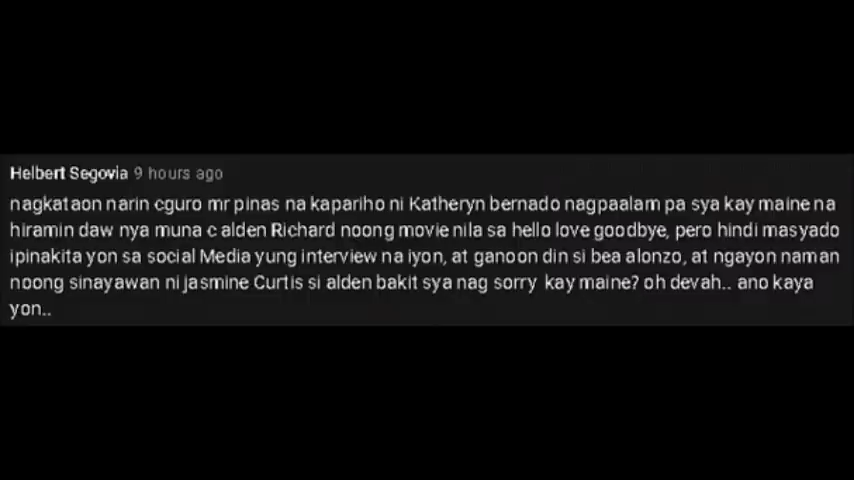 Helbert Segovia 9 hours ago
nagkataon narin cguro mr pinas na kapariho ni Katheryn bernado nagpaalam pa sya kay maine na
hiramin daw nya muna c alden Richard noong movie nila sa hello love goodbye, pero hindi masyado
ipinakita yon sa social Media yung interview na iyon, at ganoon din si bea alonzo, at ngayon naman
noong sinayawan ni jasmine Curtis si alden bakit sya nag sorry kay maine? oh devah.. ano kaya
yon..